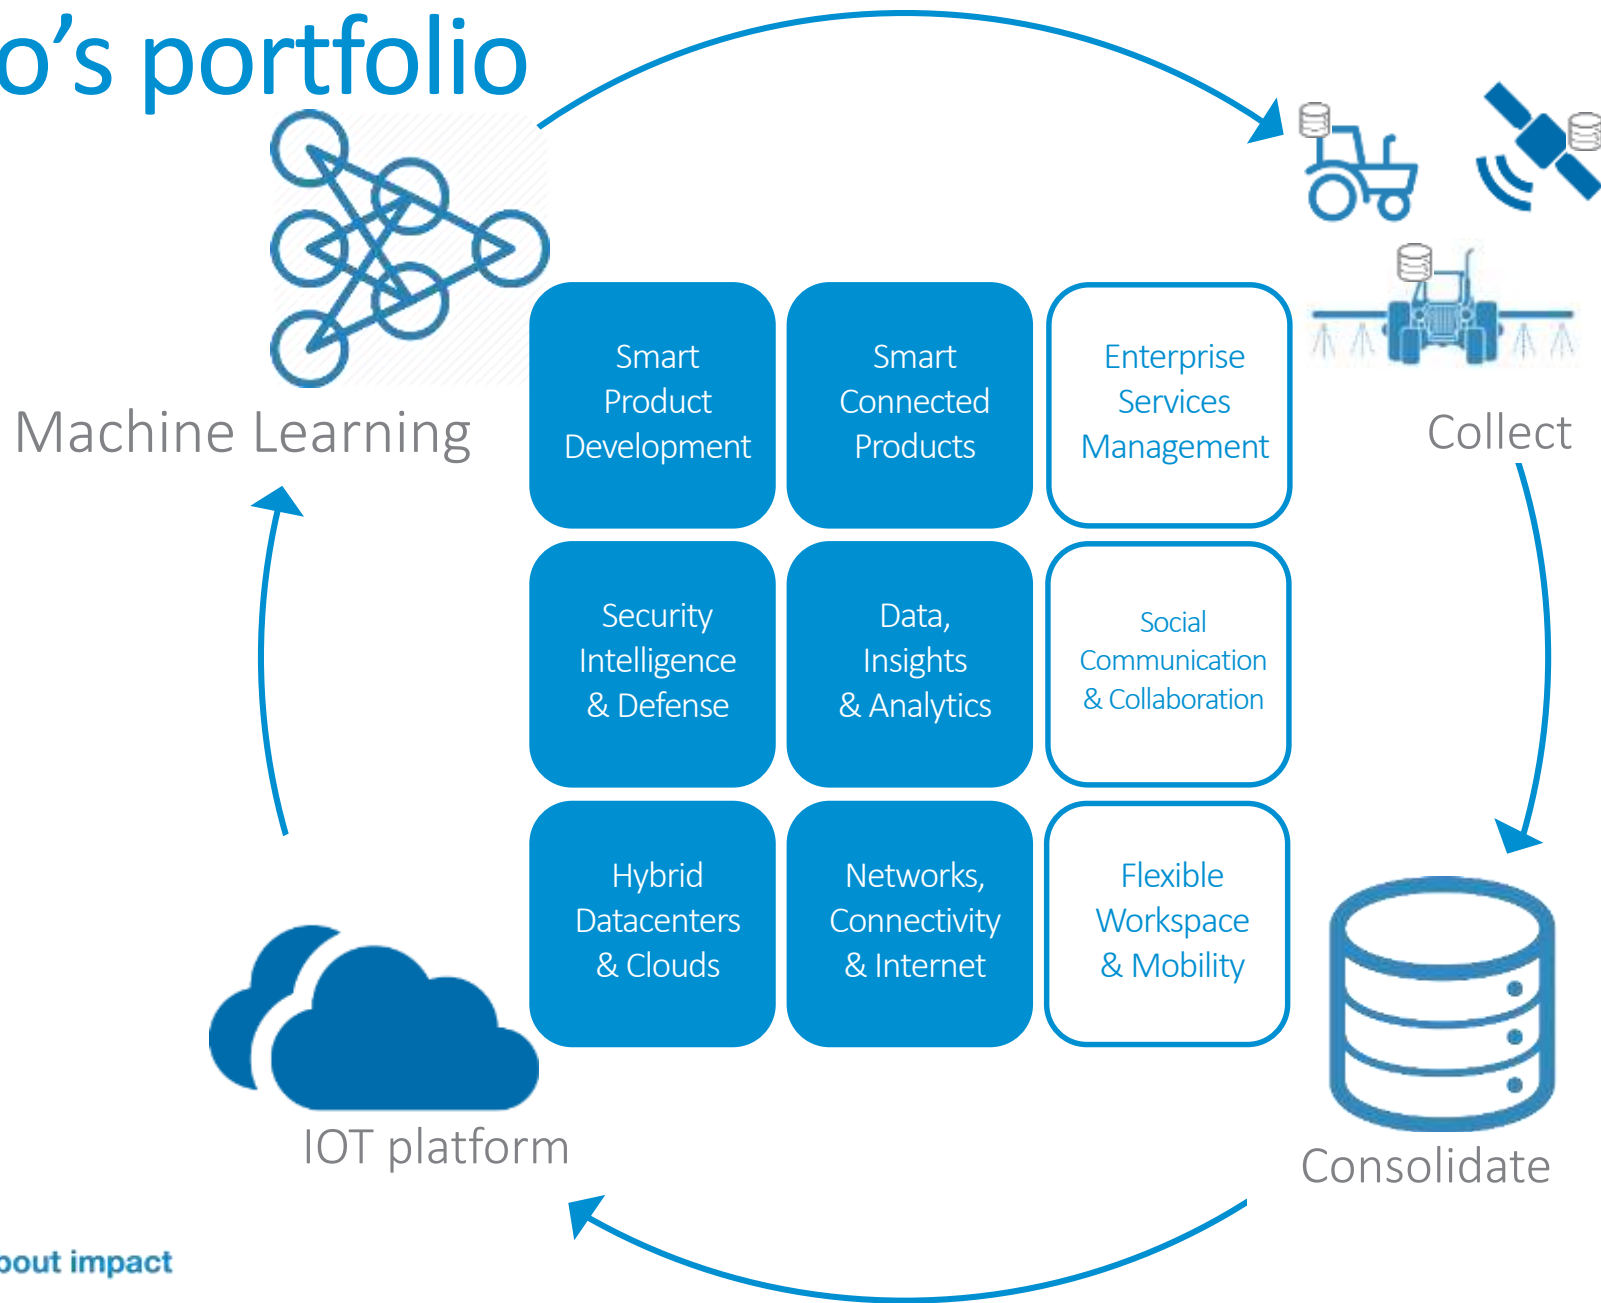 o's portfolio
Machine Learning
Collect
Smart
Product
Development
Smart
Connected
Products
Enterprise
Services
Management
Security
Intelligence
& Defense
Data,
Insights
& Analytics
Social
Communication
& Collaboration
Hybrid
Datacenters
& Clouds
Networks,
Connectivity
& Internet
Flexible
Workspace
& Mobility
IOT platform
Consolidate
bout impact